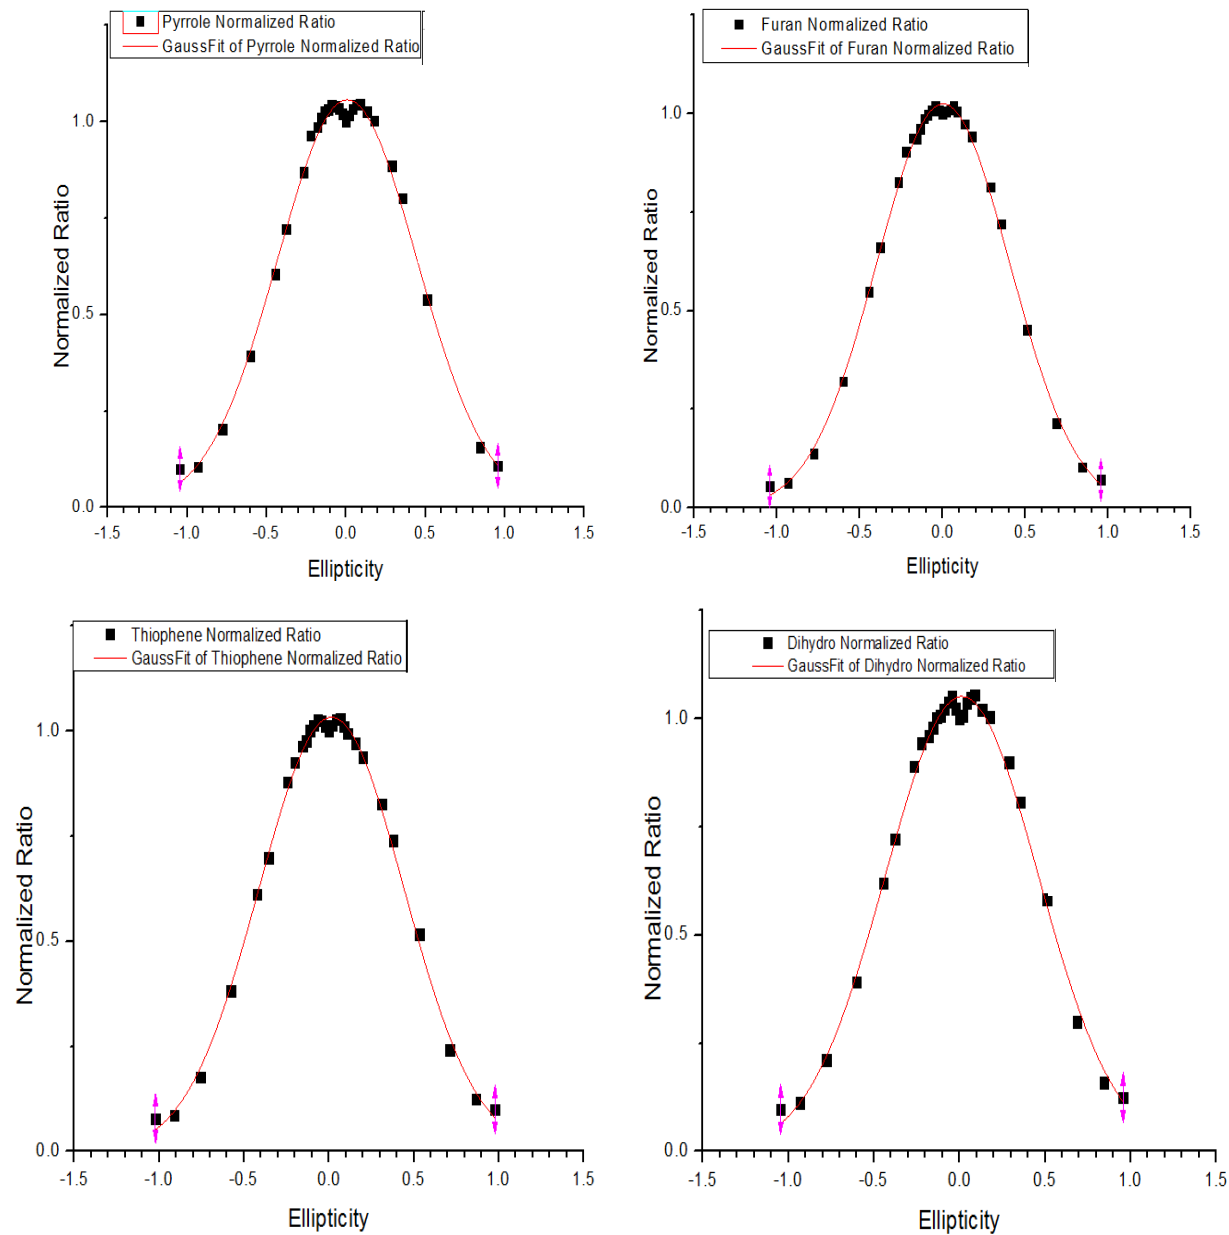 Pyrrole Normalized Ratio
GaussFit of Pyrrole Normalized Ratio
Normalized Ratio
1.0
0.5
0.0
-1.5 -1.0 -0.5 0.0 0.5 1.0 1.5
Ellipticity
Furan Normalized Ratio
GaussFit of Furan Normalized Ratio
Normalized Ratio
1.0
0.5
0.0
-1.5 -1.0 -0.5 0.0 0.5 1.0 1.5
Ellipticity
Thiophene Normalized Ratio
GaussFit of Thiophene Normalized Ratio
Normalized Ratio
1.0
0.5
0.0
-1.5 -1.0 -0.5 0.0 0.5 1.0 1.5
Ellipticity
Dihydro Normalized Ratio
GaussFit of Dihydro Normalized Ratio
Normalized Ratio
1.0
0.5
0.0
-1.5 -1.0 -0.5 0.0 0.5 1.0 1.5
Ellipticity